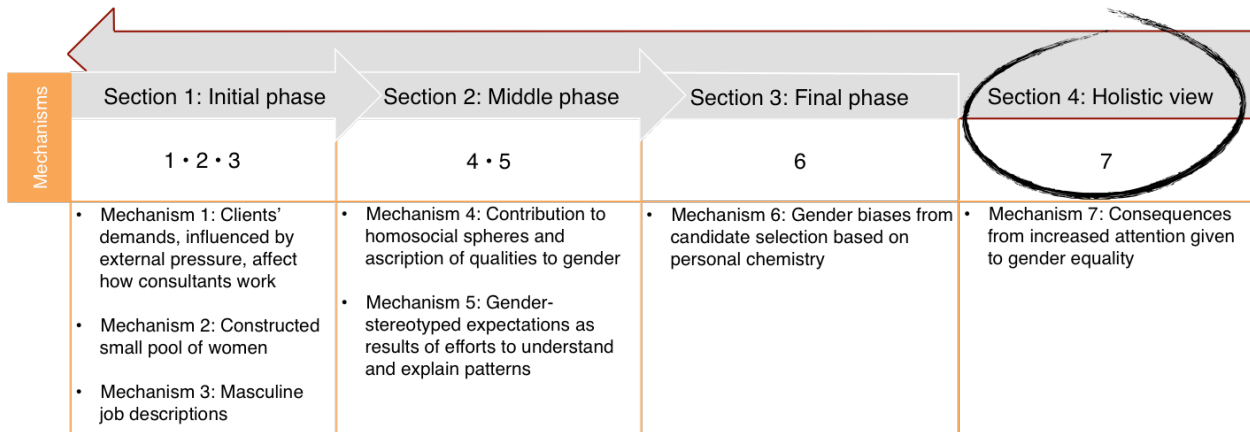 Mechanisms
Section 1: Initial phase
Section 2: Middle phase
Section 3: Final phase
Section 4: Holistic view
1 • 2 • 3
4 • 5
6
7
• Mechanism 1: Clients’
demands, influenced by
external pressure, affect
how consultants work
• Mechanism 2: Constructed
small pool of women
• Mechanism 3: Masculine
job descriptions
• Mechanism 4: Contribution to
homosocial spheres and
ascription of qualities to gender
• Mechanism 5: Gender-
stereotyped expectations as
results of efforts to understand
and explain patterns
• Mechanism 6: Gender biases from
candidate selection based on
personal chemistry
• Mechanism 7: Consequences
from increased attention given
to gender equality